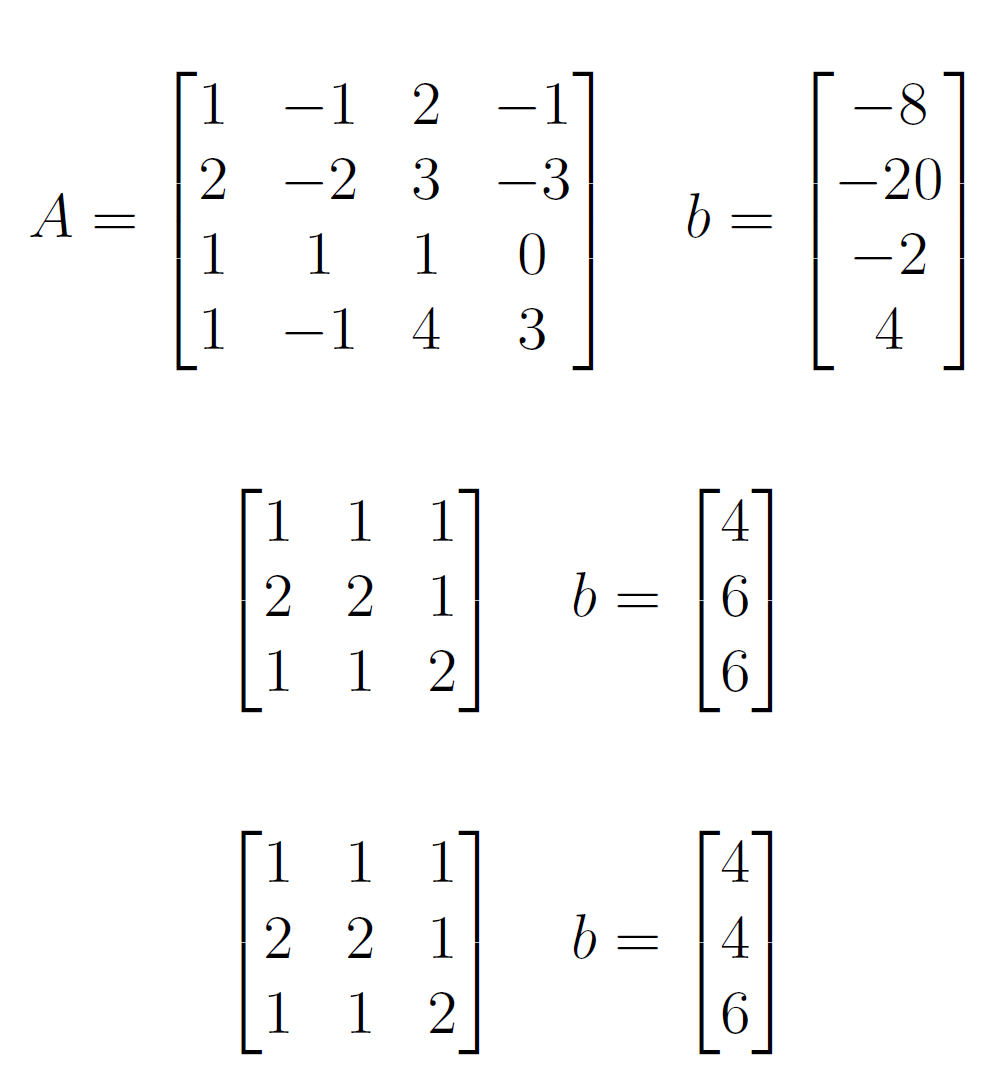 A = [1 −1 2 −1; 2 −2 3 −3; 1 1 1 0; 1 −1 4 3] b = [−8; −20; −2; 4]
[1 1 1; 2 2 1; 1 1 2] b = [4; 6; 6]
[1 1 1; 2 2 1; 1 1 2] b = [4; 4; 6]